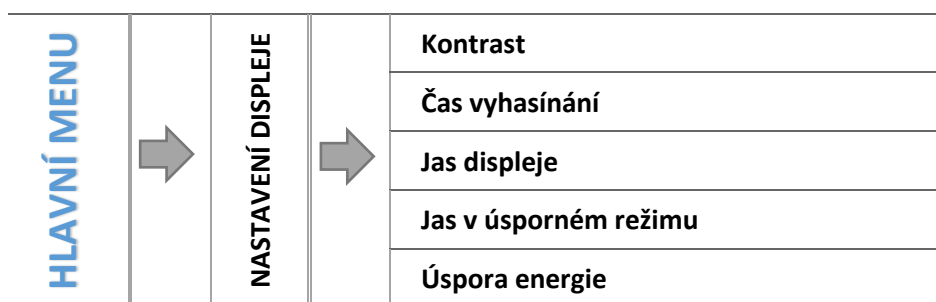 HLAVNÍ MENU
NASTAVENÍ DISPLEJE
Kontrast
Čas vyhasínání
Jas displeje
Jas v úsporném režimu
Úspora energie